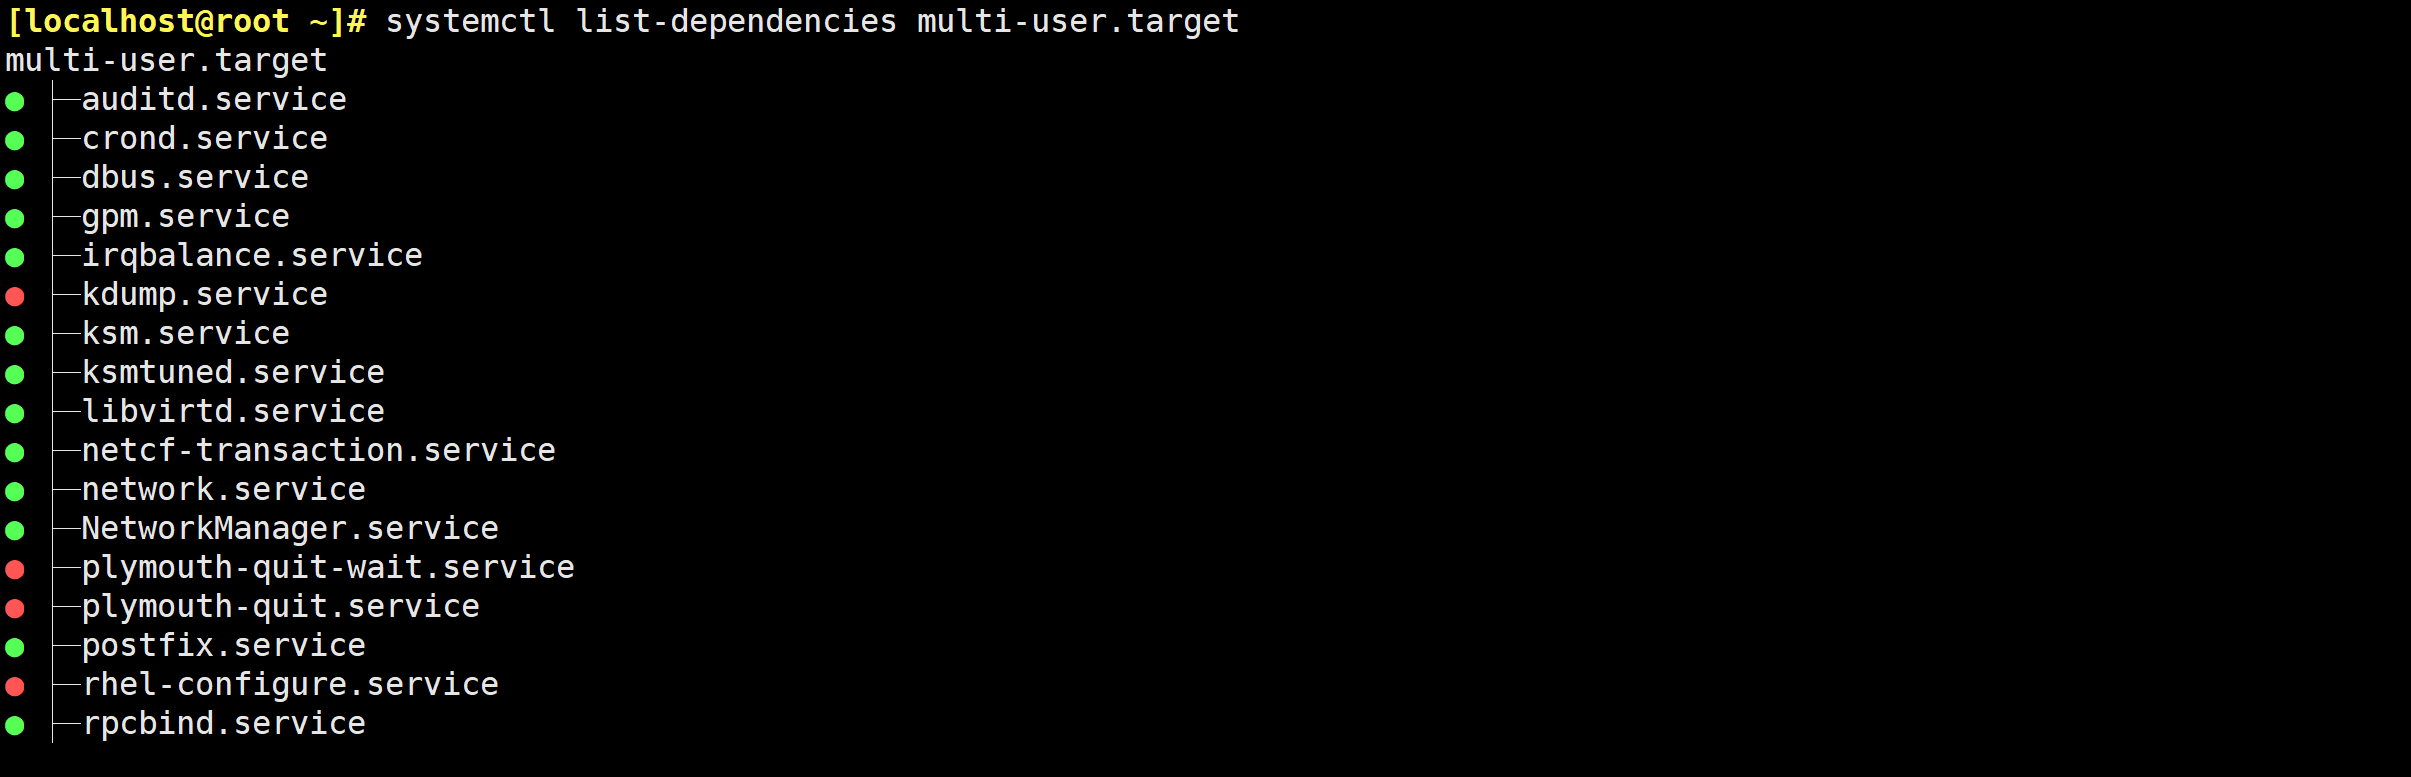 [localhost@root ~]# systemctl list-dependencies multi-user.target
multi-user.target
● ├─auditd.service
● ├─crond.service
● ├─dbus.service
● ├─gpm.service
● ├─irqbalance.service
● ├─kdump.service
● ├─ksm.service
● ├─ksmtuned.service
● ├─libvirtd.service
● ├─netcf-transaction.service
● ├─network.service
● ├─NetworkManager.service
● ├─plymouth-quit-wait.service
● ├─plymouth-quit.service
● ├─postfix.service
● ├─rhel-configure.service
● ├─rpcbind.service